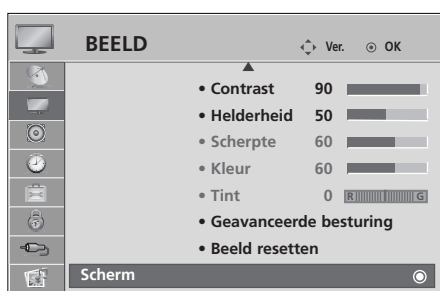 BEELD Ver. OK
• Contrast 90
• Helderheid 50
• Scherpte 60
• Kleur 60
• Tint 0 R G
• Geavanceerde besturing
• Beeld resetten
Scherm